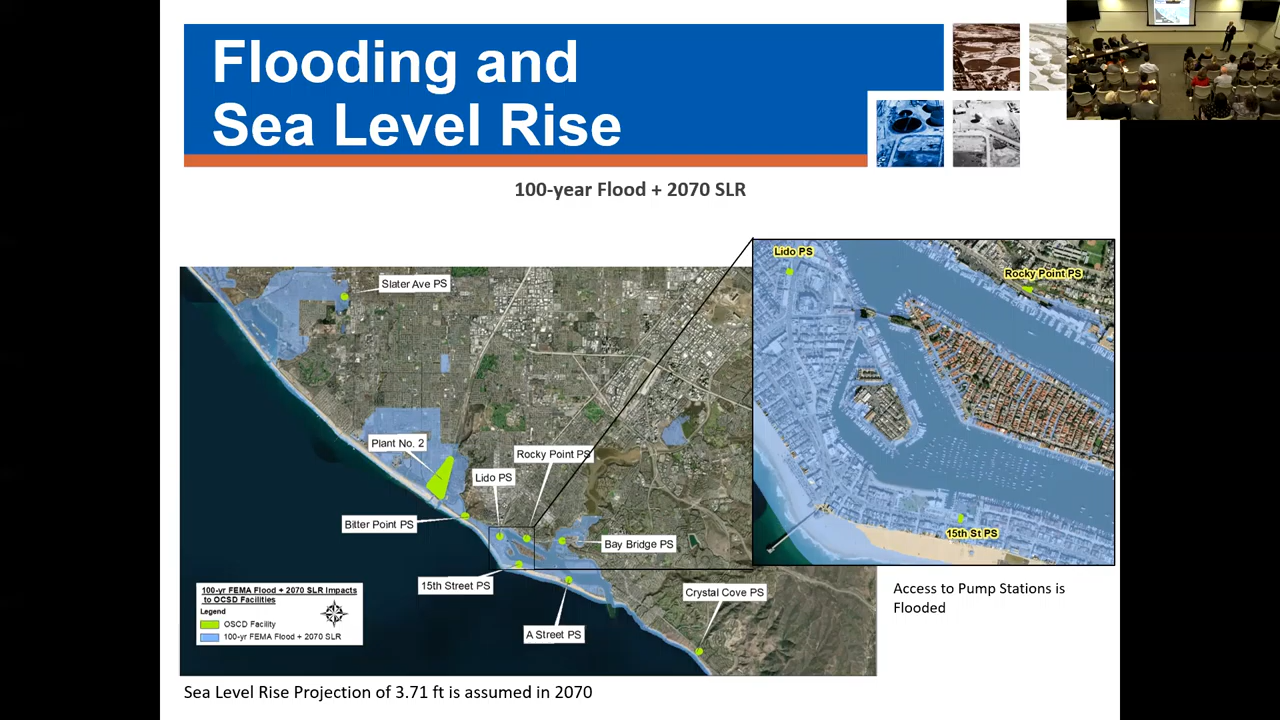 Flooding and
Sea Level Rise
100-year Flood + 2070 SLR
Slater Ave PS
Plant No. 2
Rocky Point PS
Lido PS
Bitter Point PS
Bay Bridge PS
15th Street PS
Crystal Cove PS
A Street PS
100-yr FEMA Flood + 2070 SLR Impacts
to OCSD Facilities
Legend
OSCD Facility
100-yr FEMA Flood + 2070 SLR
Lido PS
Rocky Point PS
15th St PS
Access to Pump Stations is
Flooded
Sea Level Rise Projection of 3.71 ft is assumed in 2070